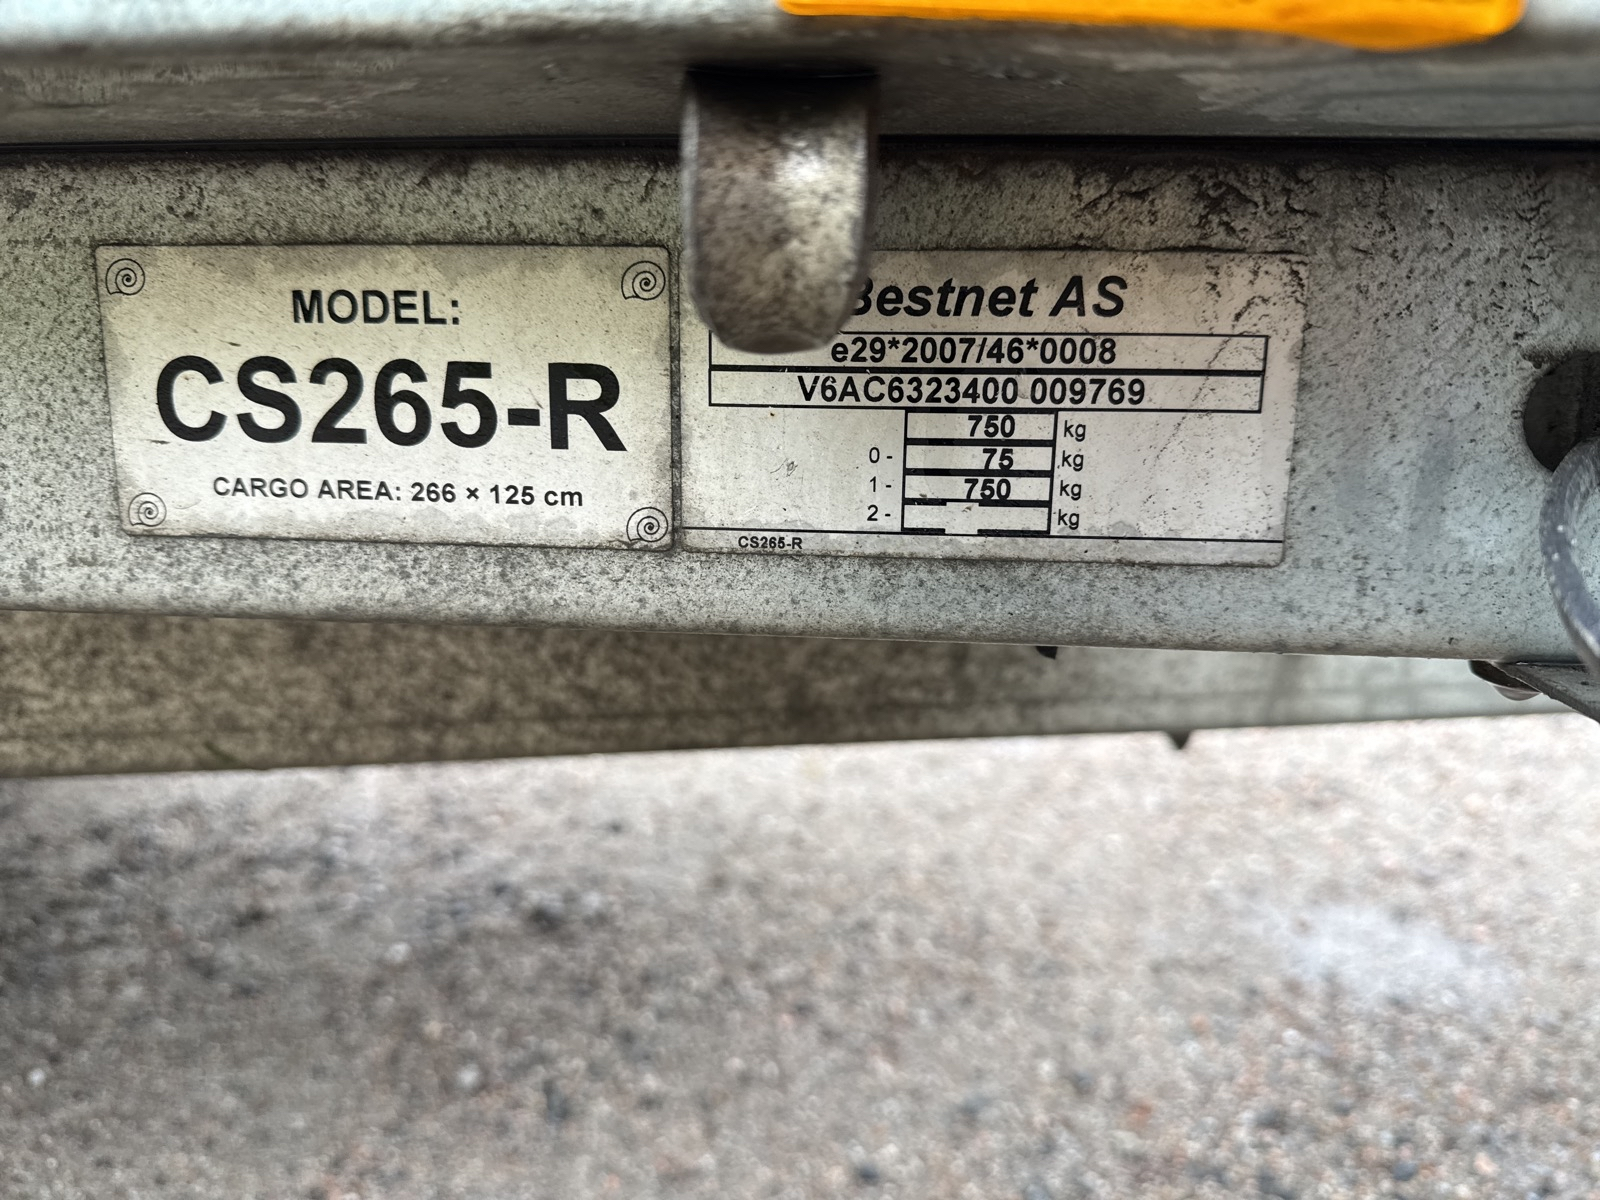 MODEL:
CS265-R
CARGO AREA: 266 × 125 cm
Bestnet AS
e29*2007/46*0008
V6AC6323400 009769
750 kg
0 - 75 kg
1 - 750 kg
2 - kg
CS265-R